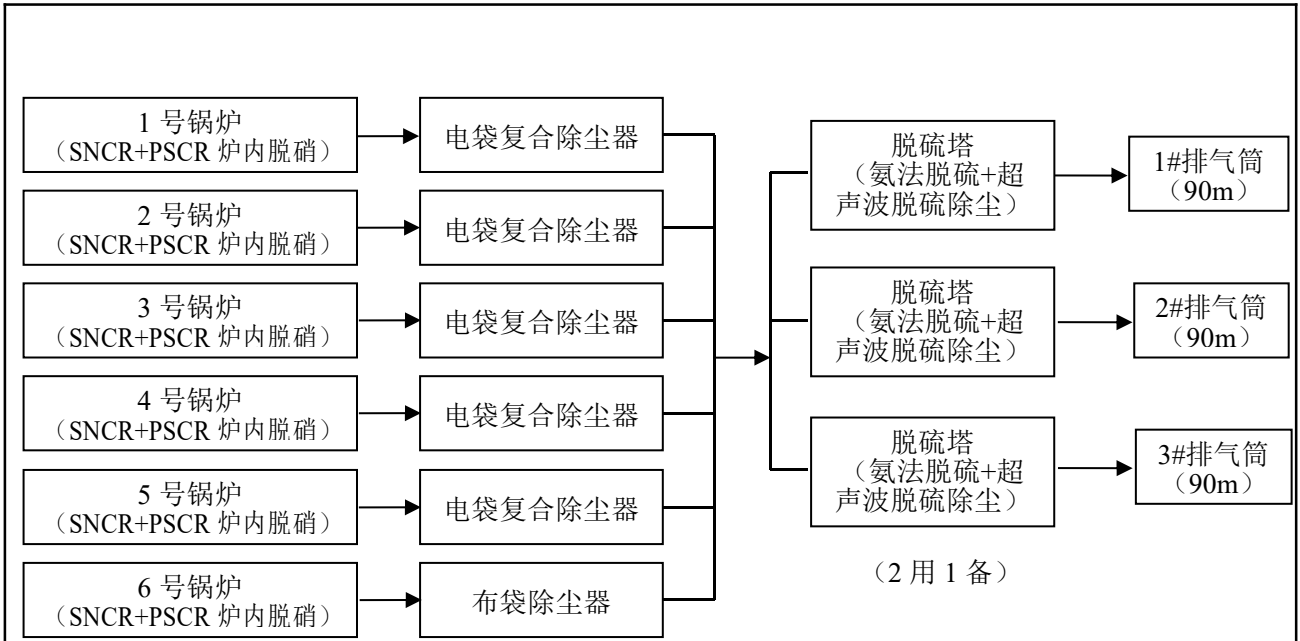 1 号锅炉
（SNCR+PSCR 炉内脱硝）
电袋复合除尘器
2 号锅炉
（SNCR+PSCR 炉内脱硝）
电袋复合除尘器
3 号锅炉
（SNCR+PSCR 炉内脱硝）
电袋复合除尘器
4 号锅炉
（SNCR+PSCR 炉内脱硝）
电袋复合除尘器
5 号锅炉
（SNCR+PSCR 炉内脱硝）
电袋复合除尘器
6 号锅炉
（SNCR+PSCR 炉内脱硝）
布袋除尘器
脱硫塔
（氨法脱硫+超
声波脱硫除尘）
1#排气筒
（90m）
脱硫塔
（氨法脱硫+超
声波脱硫除尘）
2#排气筒
（90m）
脱硫塔
（氨法脱硫+超
声波脱硫除尘）
3#排气筒
（90m）
（2 用 1 备）